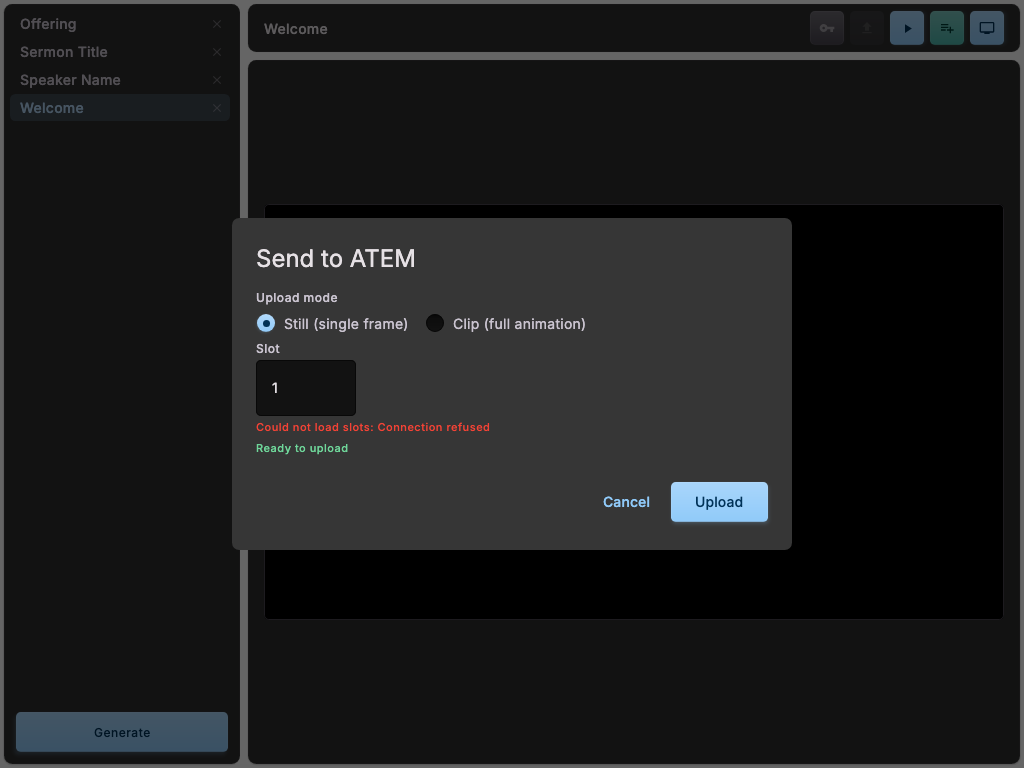 Offering
Sermon Title
Speaker Name
Welcome
Generate
Welcome
Send to ATEM
Upload mode
Still (single frame) Clip (full animation)
Slot
1
Could not load slots: Connection refused
Ready to upload
Cancel Upload